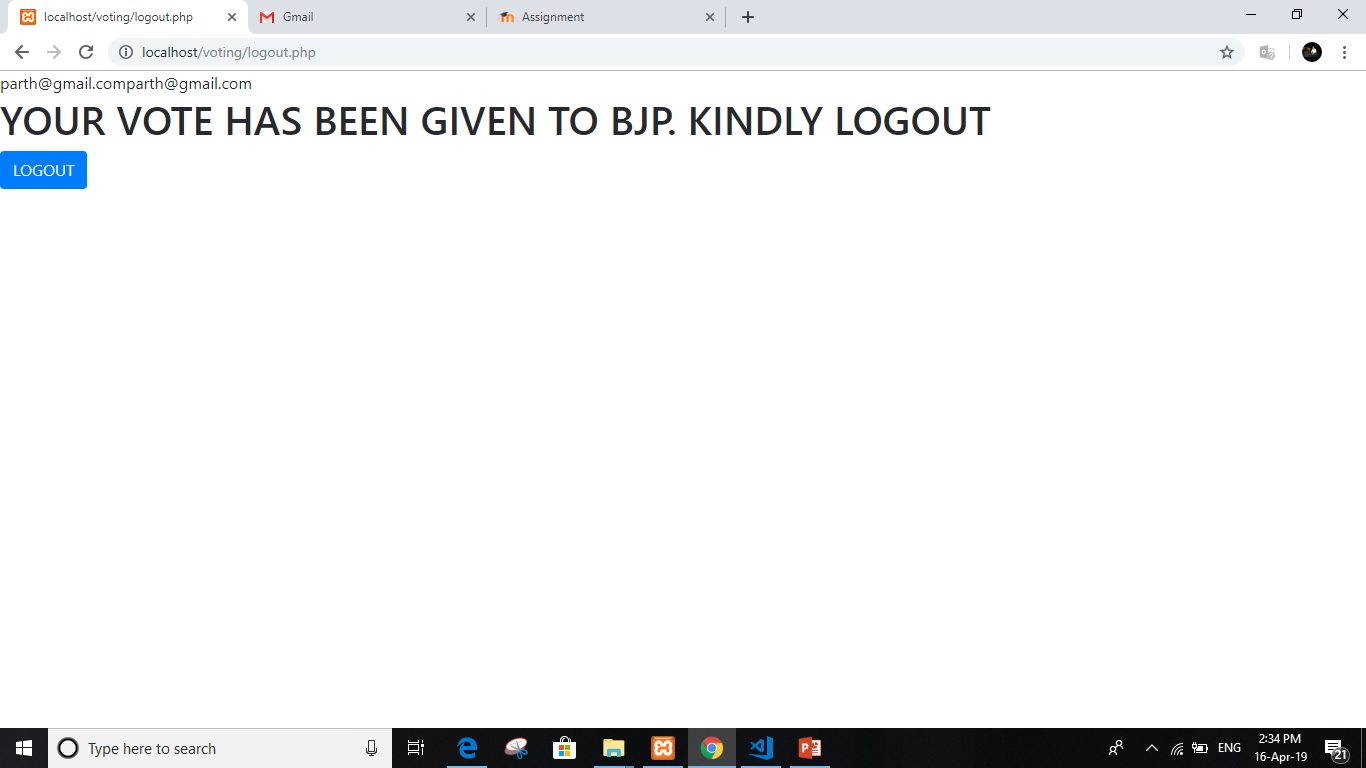 localhost/voting/logout.php
Gmail
Assignment
localhost/voting/logout.php
parth@gmail.comparth@gmail.com
YOUR VOTE HAS BEEN GIVEN TO BJP. KINDLY LOGOUT
LOGOUT
Type here to search
ENG
2:34 PM
16-Apr-19
21